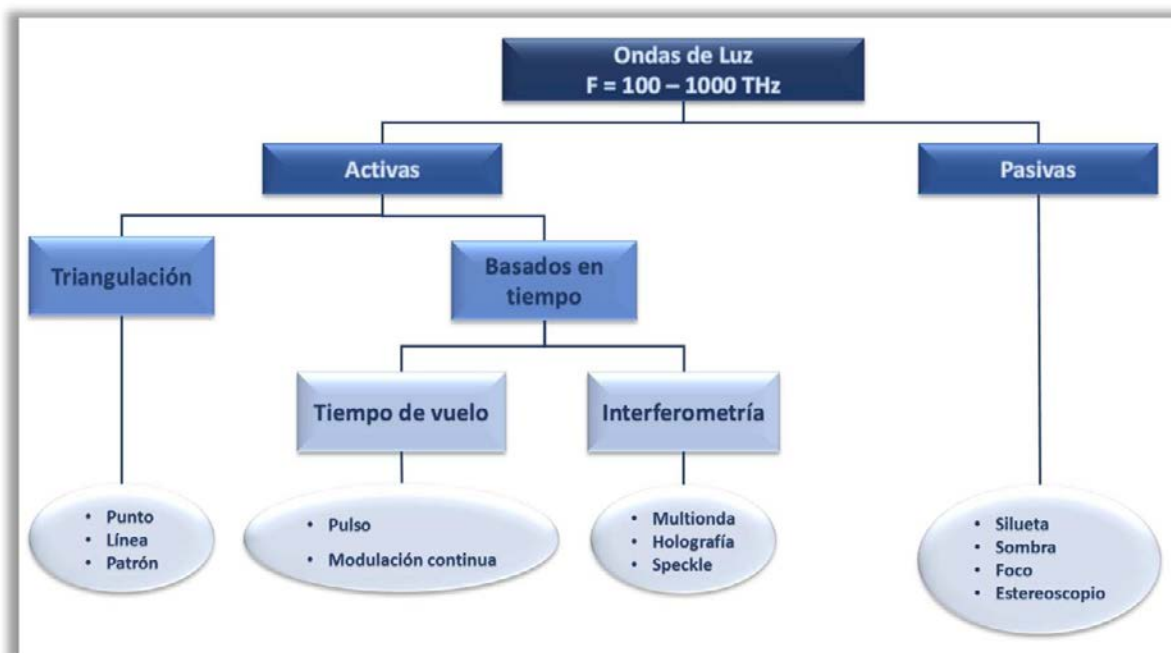 Ondas de Luz
F = 100 – 1000 THz
Activas
Pasivas
Triangulación
Basados en
tiempo
Tiempo de vuelo
Interferometría
• Punto
• Línea
• Patrón
• Pulso
• Modulación continua
• Multionda
• Holografía
• Speckle
• Silueta
• Sombra
• Foco
• Estereoscopio